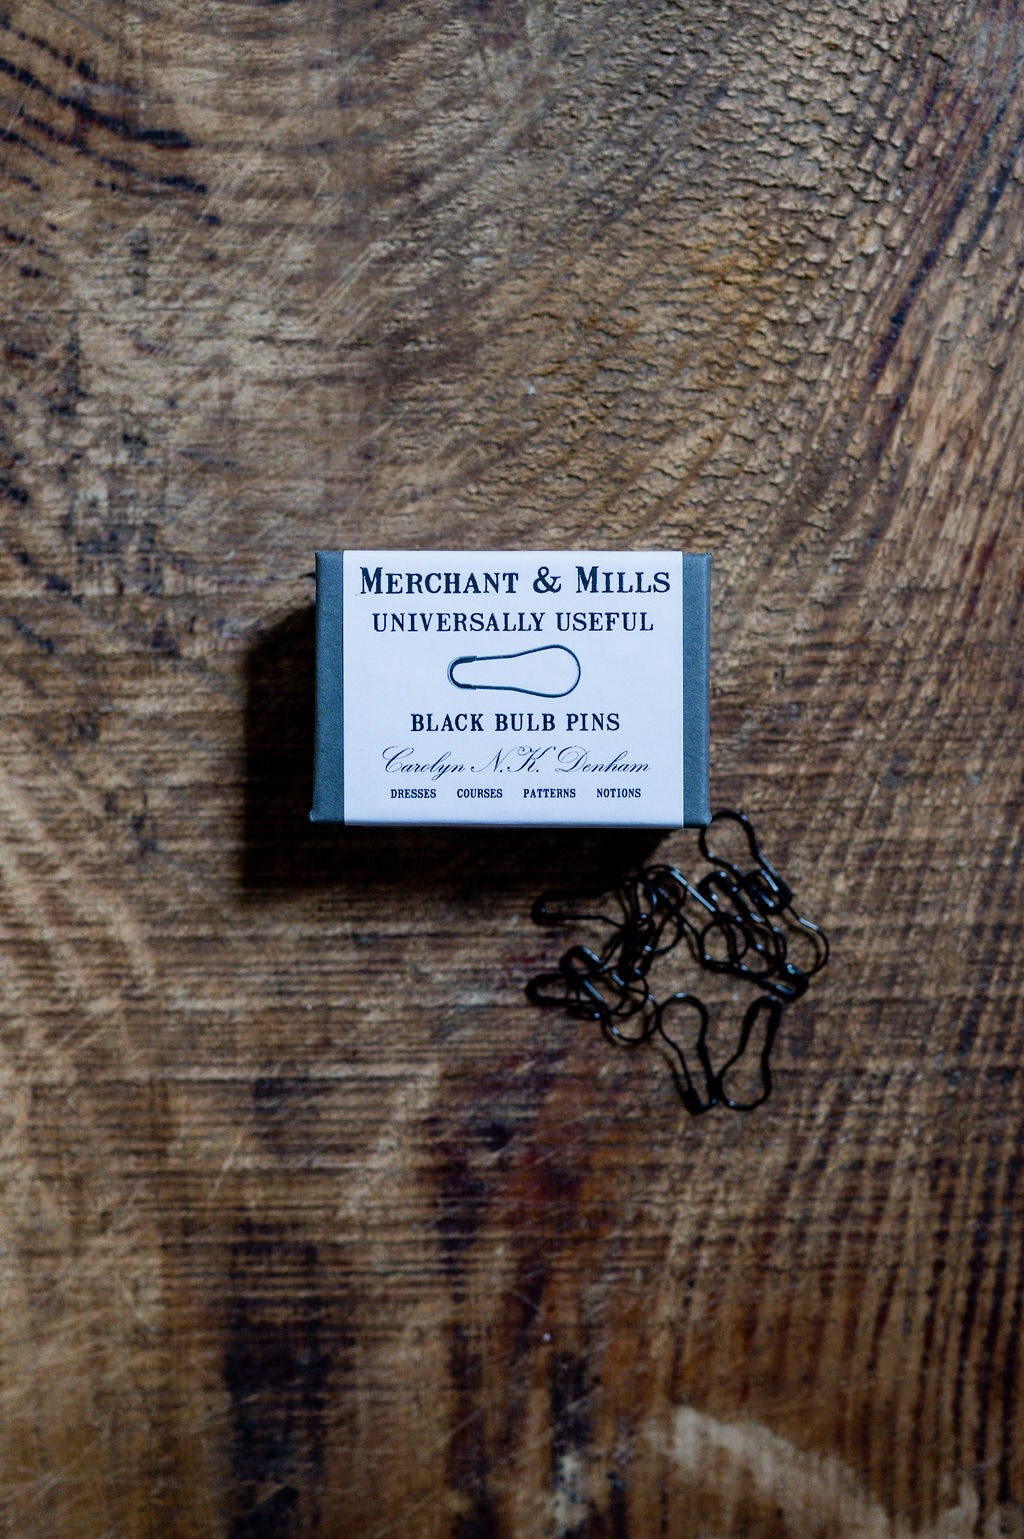 MERCHANT & MILLS
UNIVERSALLY USEFUL
BLACK BULB PINS
Carolyn N.K. Denham
DRESSES COURSES PATTERNS NOTIONS